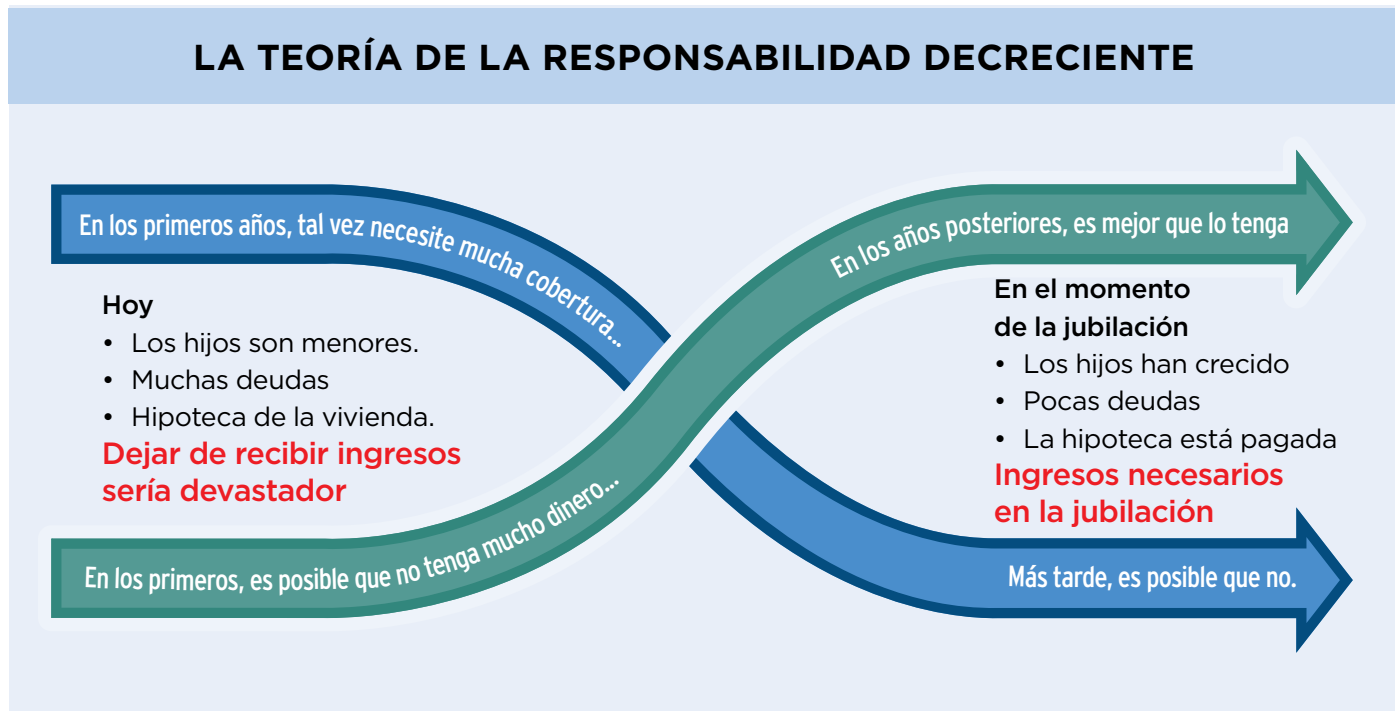 LA TEORÍA DE LA RESPONSABILIDAD DECRECIENTE
En los primeros años, tal vez necesite mucha cobertura...
En los años posteriores, es mejor que lo tenga
Hoy
• Los hijos son menores.
• Muchas deudas
• Hipoteca de la vivienda.
Dejar de recibir ingresos
sería devastador
En el momento
de la jubilación
• Los hijos han crecido
• Pocas deudas
• La hipoteca está pagada
Ingresos necesarios
en la jubilación
En los primeros, es posible que no tenga mucho dinero...
Más tarde, es posible que no.